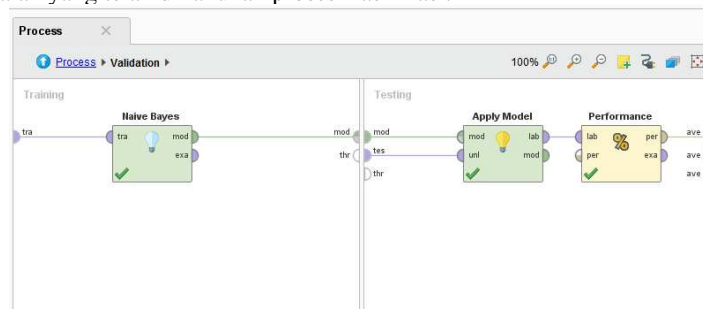 Process
Process ▸ Validation ▸
100%
Training
Testing
Naive Bayes
Apply Model
Performance
tra
tra
mod
exa
mod
thr
mod
tes
thr
mod
unl
lab
mod
lab
per
per
exa
ave
ave
ave